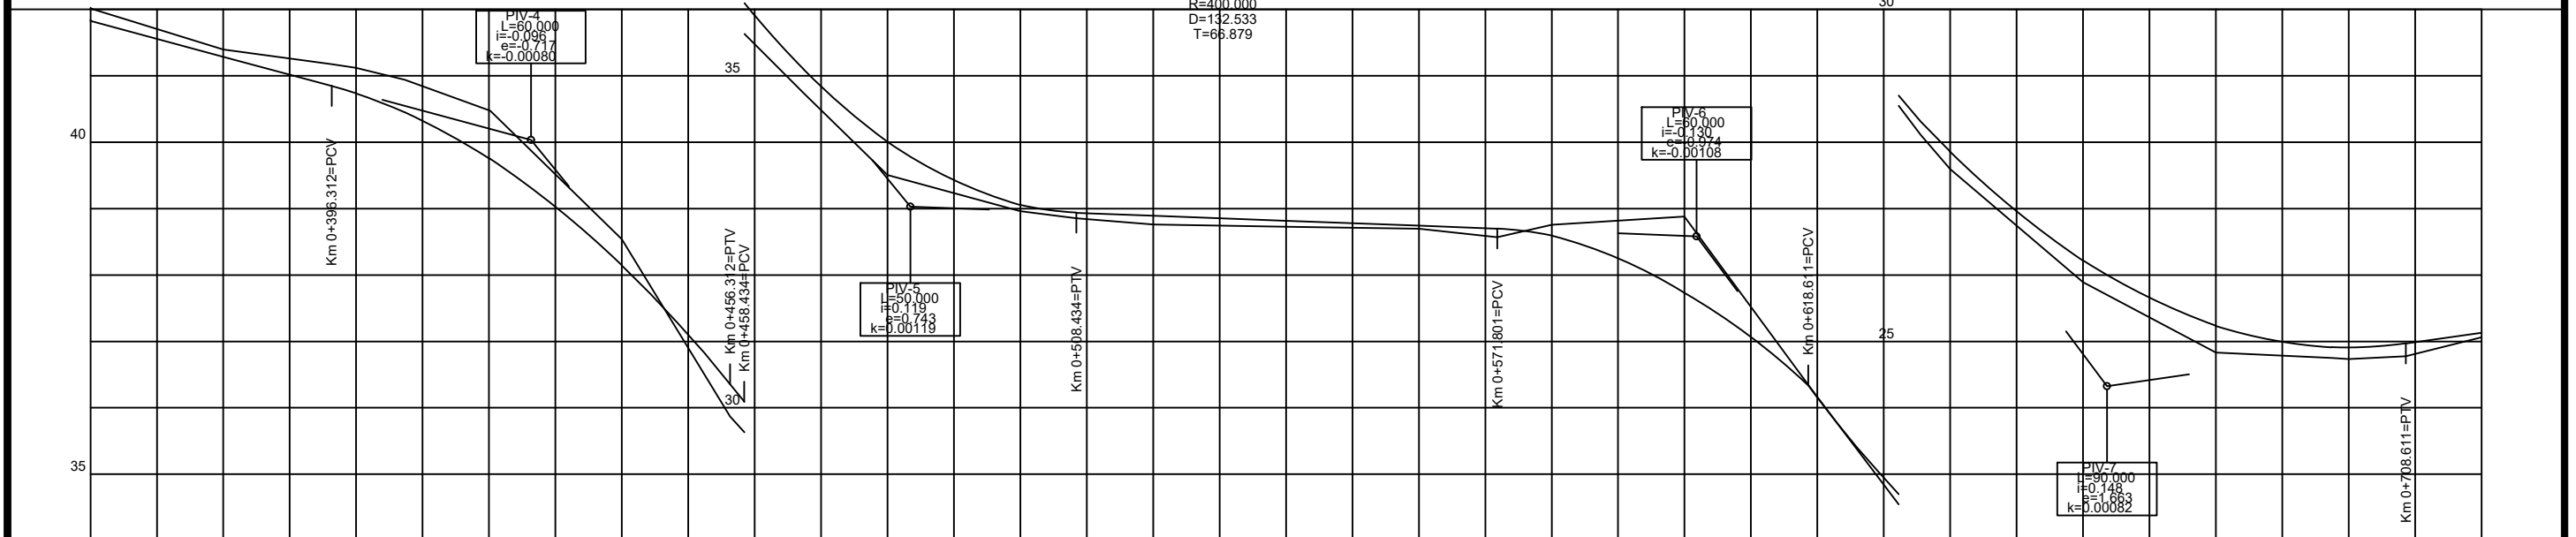 PIV-4
L=60.000
i=-0.096
e=-0.717
k=-0.00080
R=400.000
D=132.533
T=66.879
30
35
40
PIV-6
L=60.000
i=-0.130
e=-0.974
k=-0.00108
Km 0+396.312=PCV
Km 0+456.312=PTV
Km 0+458.434=PCV
PIV-5
L=50.000
i=0.119
e=0.743
k=0.00119
Km 0+508.434=PTV
Km 0+571.801=PCV
Km 0+618.611=PCV
25
30
35
PIV-7
L=90.000
i=0.148
e=1.663
k=0.00082
Km 0+708.611=PTV